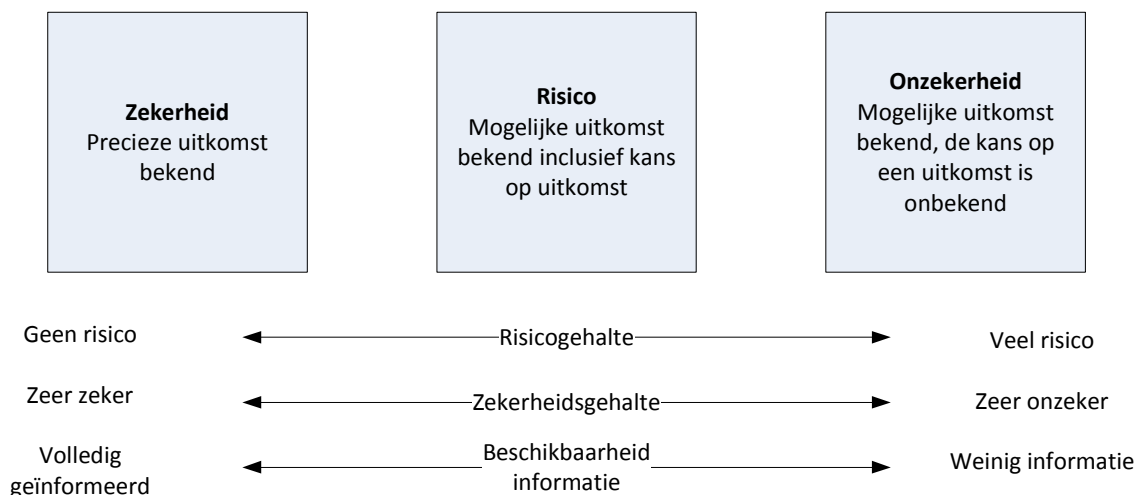 Zekerheid
Precieze uitkomst
bekend
Risico
Mogelijke uitkomst
bekend inclusief kans
op uitkomst
Onzekerheid
Mogelijke uitkomst
bekend, de kans op
een uitkomst is
onbekend
Geen risico
Risicogehalte
Veel risico
Zeer zeker
Zekerheidsgehalte
Zeer onzeker
Volledig
geïnformeerd
Beschikbaarheid
informatie
Weinig informatie